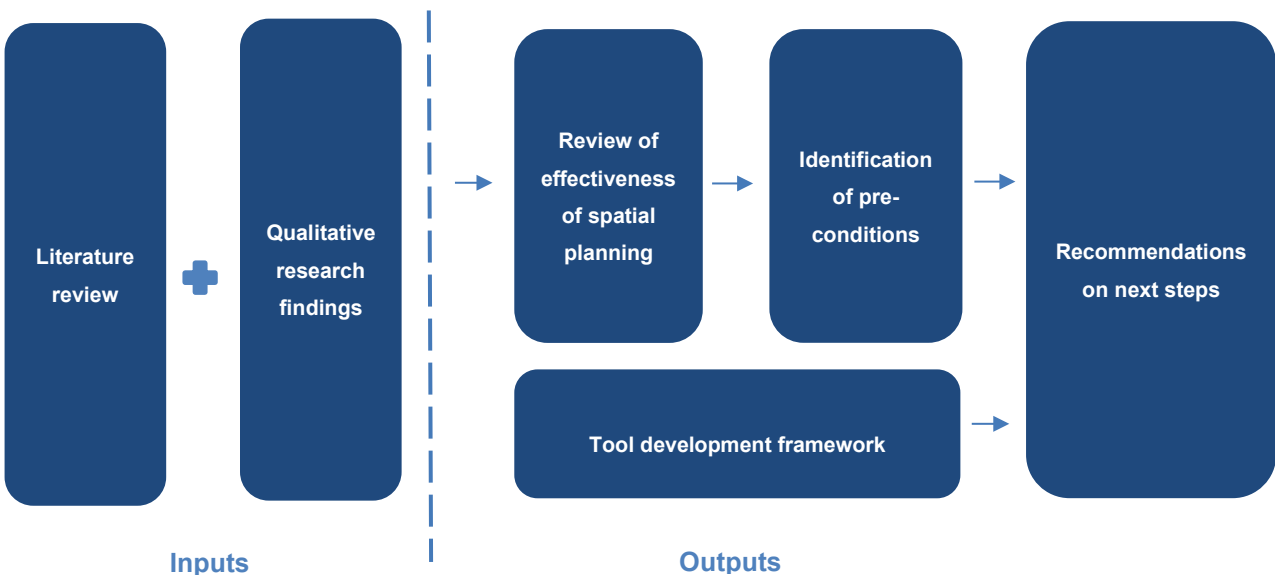 Literature
review
Qualitative
research
findings
Review of
effectiveness
of spatial
planning
Identification
of pre-
conditions
Tool development framework
Recommendations
on next steps
Inputs
Outputs